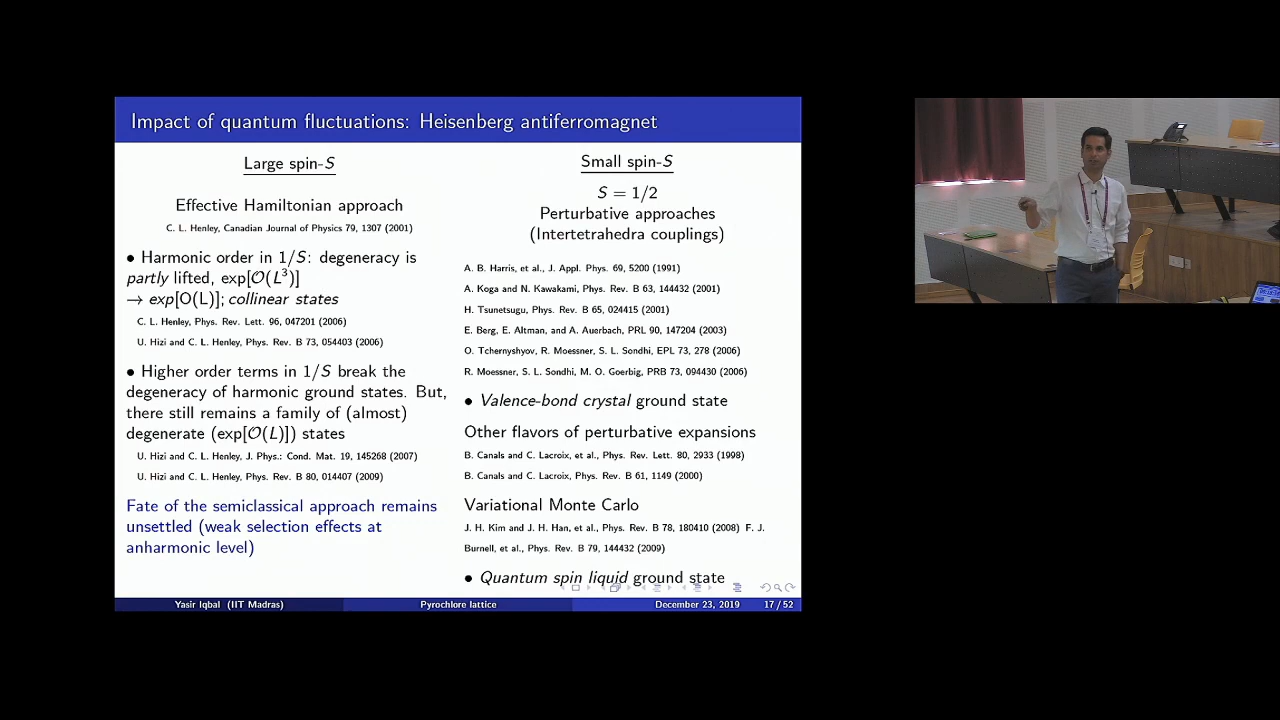 Impact of quantum fluctuations: Heisenberg antiferromagnet
Large spin-S
Effective Hamiltonian approach
C. L. Henley, Canadian Journal of Physics 79, 1307 (2001)
• Harmonic order in 1/S: degeneracy is
partly lifted, exp[O(L³)]
→ exp[O(L)]; collinear states
C. L. Henley, Phys. Rev. Lett. 96, 047201 (2006)
U. Hizi and C. L. Henley, Phys. Rev. B 73, 054403 (2006)
• Higher order terms in 1/S break the
degeneracy of harmonic ground states. But,
there still remains a family of (almost)
degenerate (exp[O(L)]) states
U. Hizi and C. L. Henley, J. Phys.: Cond. Mat. 19, 145268 (2007)
U. Hizi and C. L. Henley, Phys. Rev. B 80, 014407 (2009)
Fate of the semiclassical approach remains
unsettled (weak selection effects at
anharmonic level)
Small spin-S
S = 1/2
Perturbative approaches
(Intertetrahedra couplings)
A. B. Harris, et al., J. Appl. Phys. 69, 5200 (1991)
A. Koga and N. Kawakami, Phys. Rev. B 63, 144432 (2001)
H. Tsunetsugu, Phys. Rev. B 65, 024415 (2001)
E. Berg, E. Altman, and A. Auerbach, PRL 90, 147204 (2003)
O. Tchernyshyov, R. Moessner, S. L. Sondhi, EPL 73, 278 (2006)
R. Moessner, S. L. Sondhi, M. O. Goerbig, PRB 73, 094430 (2006)
• Valence-bond crystal ground state
Other flavors of perturbative expansions
B. Canals and C. Lacroix, et al., Phys. Rev. Lett. 80, 2933 (1998)
B. Canals and C. Lacroix, Phys. Rev. B 61, 1149 (2000)
Variational Monte Carlo
J. H. Kim and J. H. Han, et al., Phys. Rev. B 78, 180410 (2008) F. J.
Burnell, et al., Phys. Rev. B 79, 144432 (2009)
• Quantum spin liquid ground state
Yasir Iqbal (IIT Madras)
Pyrochlore lattice
December 23, 2019
17 / 52